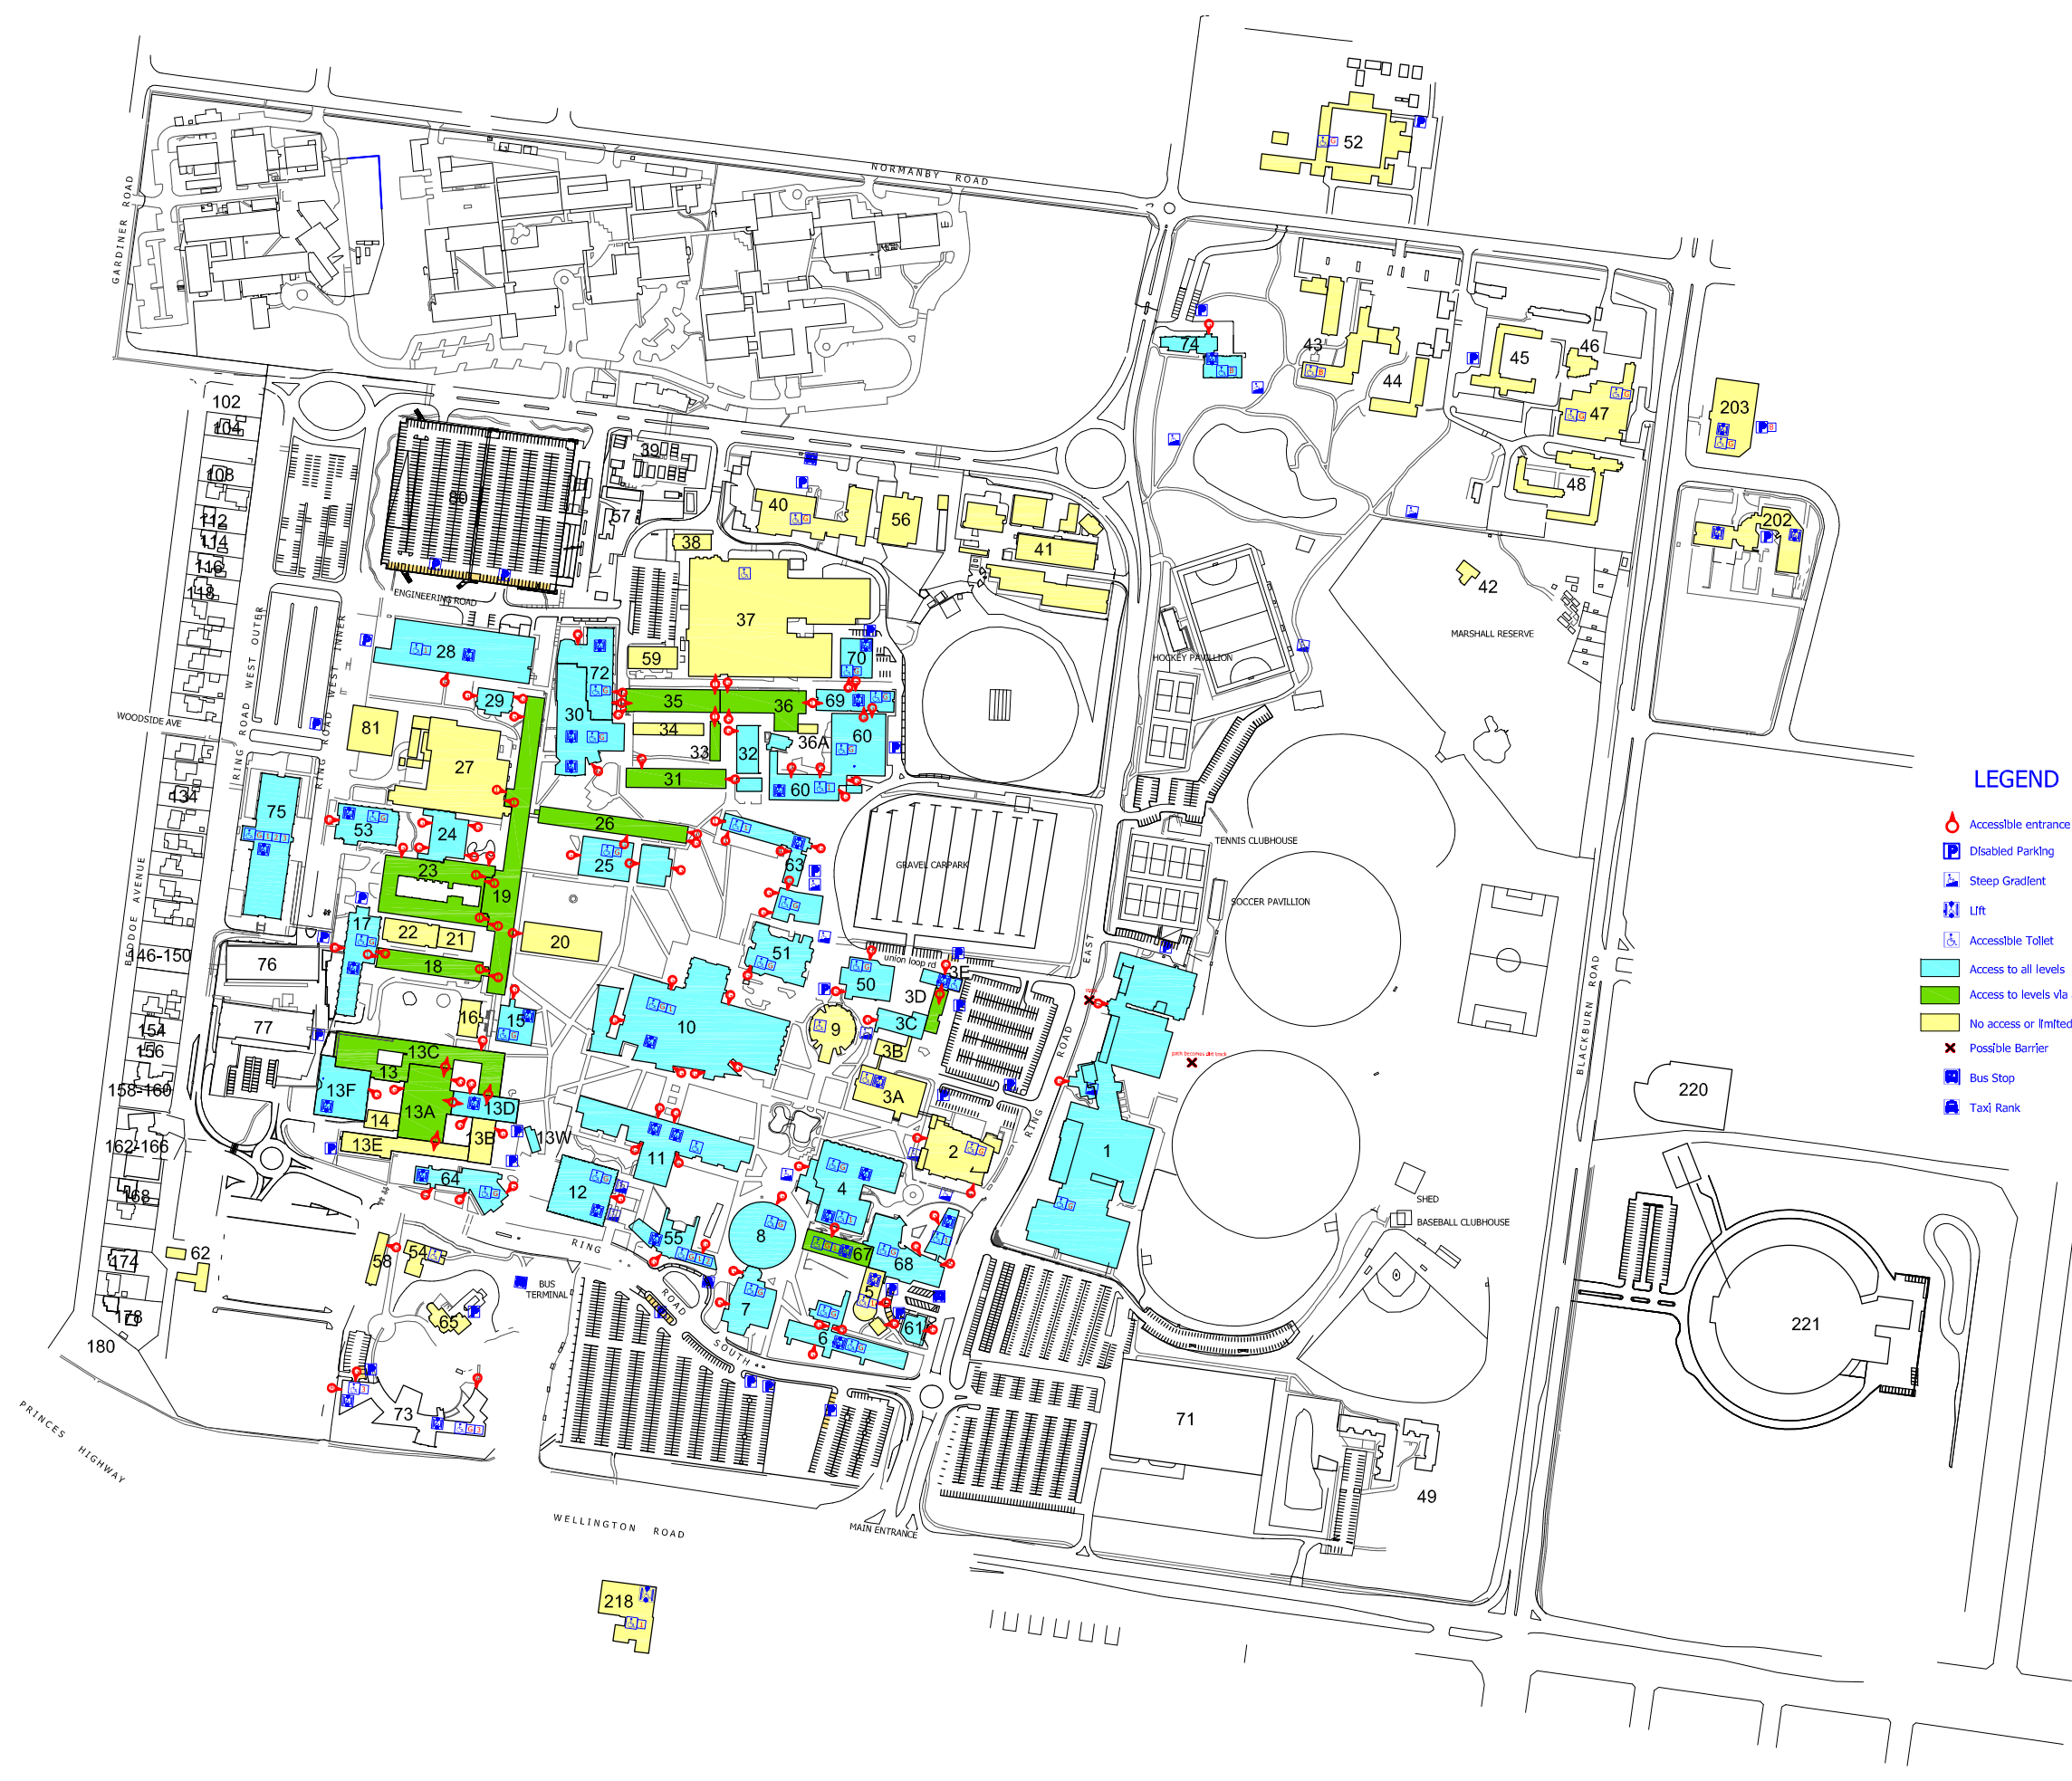 NORMANBY ROAD
GARDINER ROAD
52
74
43
44
45
46
47
48
203
202
42
MARSHALL RESERVE
102
104
108
112
114
116
118
80
39
57
38
40
56
41
37
59
ENGINEERING ROAD
RING ROAD WEST OUTER
RING ROAD WEST INNER
WOODSIDE AVE
28
29
72
30
35
36
34
33
32
31
36A
69
70
60
60
HOCKEY PAVILLION
81
27
75
53
24
23
19
26
25
63
134
BEDDOE AVENUE
17
22
21
18
20
76
77
146-150
154
156
158-160
162-166
168
174
178
180
51
50
10
9
16
15
GRAVEL CARPARK
union loop rd
TENNIS CLUBHOUSE
SOCCER PAVILLION
3E
3D
3C
3B
3A
EAST
ROAD
RING
path becomes dirt track
13C
13
13F
13A
13D
14
13E
13B
13W
64
11
12
2
1
4
8
55
67
68
5
7
6
61
62
58
54
65
73
RING
ROAD
SOUTH
BUS
TERMINAL
BLACKBURN ROAD
220
221
SHED
BASEBALL CLUBHOUSE
71
49
PRINCES HIGHWAY
WELLINGTON ROAD
MAIN ENTRANCE
218
LEGEND
Accessible entrance
Disabled Parking
Steep Gradient
Lift
Accessible Toilet
Access to all levels
Access to levels via
No access or limited
Possible Barrier
Bus Stop
Taxi Rank